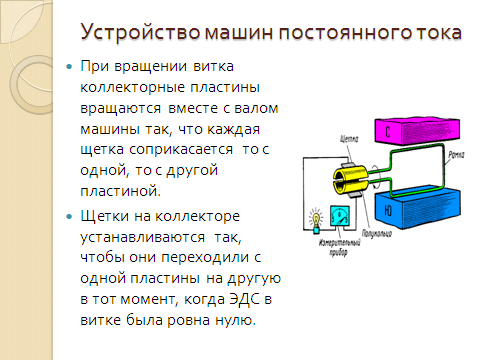 Устройство машин постоянного тока
При вращении витка
коллекторные пластины
вращаются вместе с валом
машины так, что каждая
щетка соприкасается то с
одной, то с другой
пластиной.
Щетки на коллекторе
устанавливаются так,
чтобы они переходили с
одной пластины на другую
в тот момент, когда ЭДС в
витке была ровна нулю.
Щетка
С
Рамка
Ю
Полукольца
Измерительный
прибор